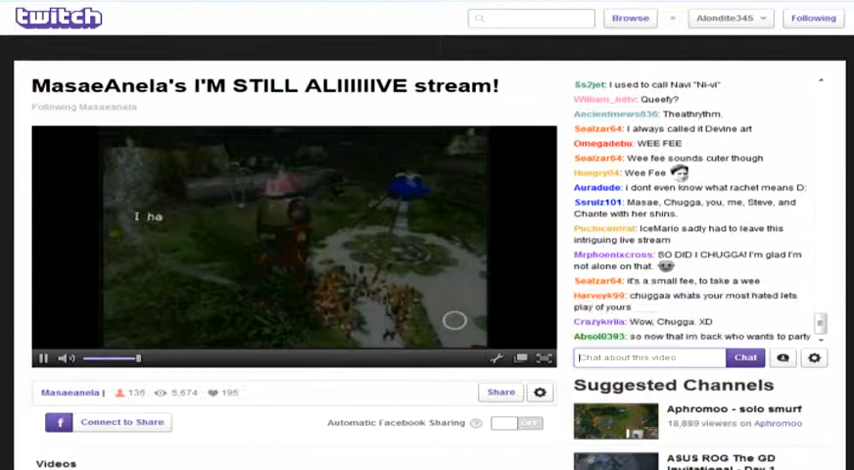 twitch
Browse
Alondite345
Following
MasaeAnela's I'M STILL ALIIIIIIVE stream!
Following Masaeanela
I ha
Masaeanela |
135
5,674
195
Share
Connect to Share
Automatic Facebook Sharing
OFF
Videos
Ss2jet: I used to call Navi "Ni-vi"
William_hdtv: Queefy?
Ancientmews836: Theathrythm.
Sealzar64: I always called it Devine art
Omegadebu: WEE FEE
Sealzar64: Wee fee sounds cuter though
Hungry04: Wee Fee
Auradude: i dont even know what rachet means D:
Ssrulz101: Masae, Chugga, you, me, Steve, and
Chante with her shins.
Puchicentral: IceMario sadly had to leave this
intriguing live stream
Mrphoenixcross: SO DID I CHUGGA! I'm glad I'm
not alone on that.
Sealzar64: it's a small fee, to take a wee
Harveyk99: chuggaa whats your most hated lets
play of yours
Crazykirlia: Wow, Chugga. XD
Absol0393: so now that im back who wants to party
Chat about this video
Chat
Suggested Channels
Aphromoo - solo smurf
18,889 viewers on Aphromoo
ASUS ROG The GD
Invitational - Day 1